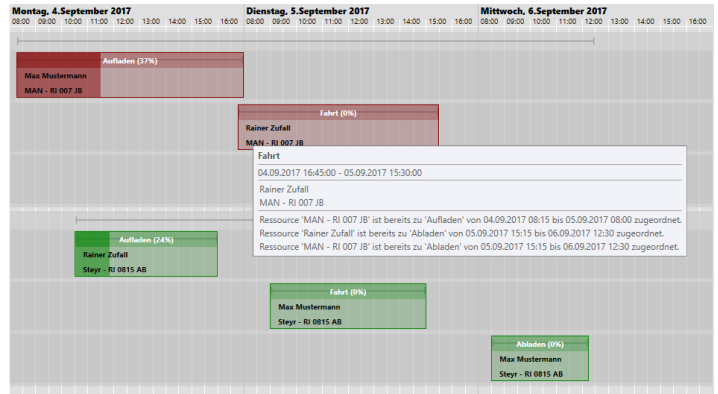 Montag, 4.September 2017 Dienstag, 5.September 2017 Mittwoch, 6.September 2017
08:00 09:00 10:00 11:00 12:00 13:00 14:00 15:00 16:00 08:00 09:00 10:00 11:00 12:00 13:00 14:00 15:00 16:00 08:00 09:00 10:00 11:00 12:00 13:00 14:00 15:00 16:00
Aufladen (37%)
Max Mustermann
MAN - RI 007 JB
Fahrt (0%)
Rainer Zufall
MAN - RI 007 JB
Fahrt
04.09.2017 16:45:00 - 05.09.2017 15:30:00
Rainer Zufall
MAN - RI 007 JB
Ressource 'MAN - RI 007 JB' ist bereits zu 'Aufladen' von 04.09.2017 08:15 bis 05.09.2017 08:00 zugeordnet.
Ressource 'Rainer Zufall' ist bereits zu 'Abladen' von 05.09.2017 15:15 bis 06.09.2017 12:30 zugeordnet.
Ressource 'MAN - RI 007 JB' ist bereits zu 'Abladen' von 05.09.2017 15:15 bis 06.09.2017 12:30 zugeordnet.
Aufladen (24%)
Rainer Zufall
Steyr - RI 0815 AB
Fahrt (0%)
Max Mustermann
Steyr - RI 0815 AB
Abladen (0%)
Max Mustermann
Steyr - RI 0815 AB